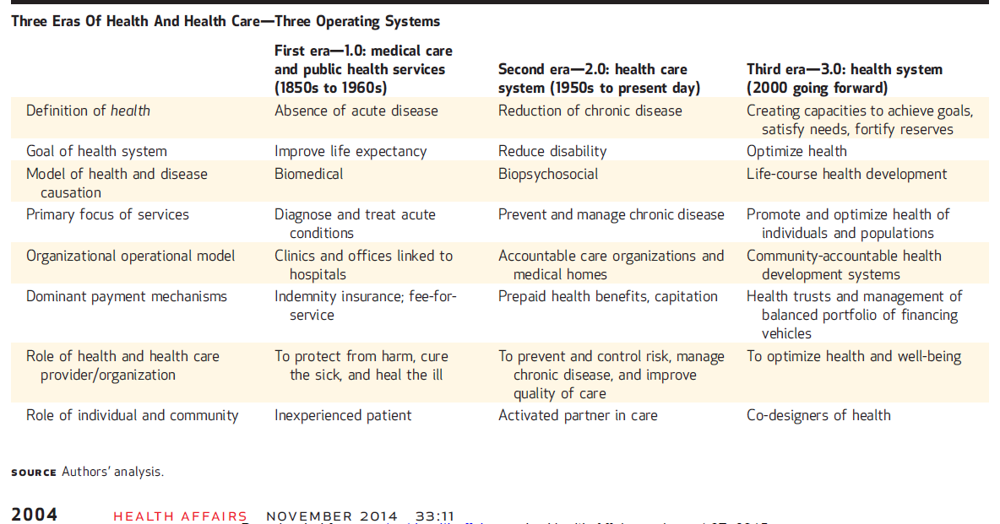 Three Eras Of Health And Health Care—Three Operating Systems
First era—1.0: medical care
and public health services
(1850s to 1960s)
Second era—2.0: health care
system (1950s to present day)
Third era—3.0: health system
(2000 going forward)
Definition of health
Absence of acute disease
Reduction of chronic disease
Creating capacities to achieve goals,
satisfy needs, fortify reserves
Goal of health system
Improve life expectancy
Reduce disability
Optimize health
Model of health and disease
causation
Biomedical
Biopsychosocial
Life-course health development
Primary focus of services
Diagnose and treat acute
conditions
Prevent and manage chronic disease
Promote and optimize health of
individuals and populations
Organizational operational model
Clinics and offices linked to
hospitals
Accountable care organizations and
medical homes
Community-accountable health
development systems
Dominant payment mechanisms
Indemnity insurance; fee-for-
service
Prepaid health benefits, capitation
Health trusts and management of
balanced portfolio of financing
vehicles
Role of health and health care
provider/organization
To protect from harm, cure
the sick, and heal the ill
To prevent and control risk, manage
chronic disease, and improve
quality of care
To optimize health and well-being
Role of individual and community
Inexperienced patient
Activated partner in care
Co-designers of health
SOURCE Authors’ analysis.
2004 HEALTH AFFAIRS NOVEMBER 2014 33:11